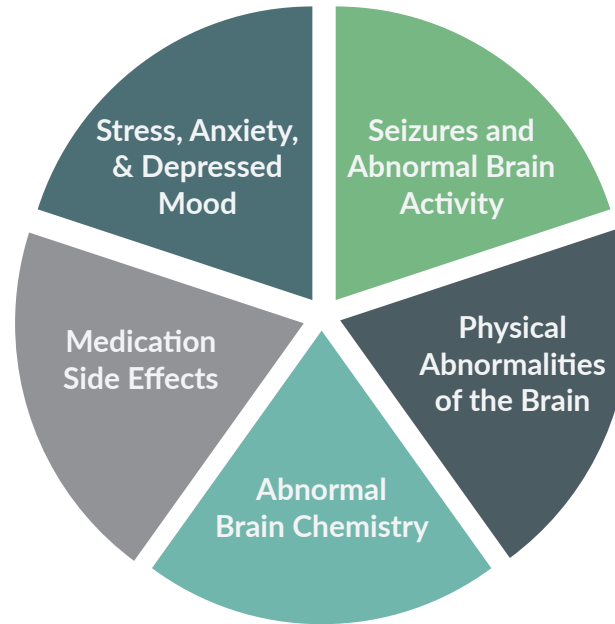 Stress, Anxiety,
& Depressed
Mood
Seizures and
Abnormal Brain
Activity
Physical
Abnormalities
of the Brain
Abnormal
Brain Chemistry
Medication
Side Effects